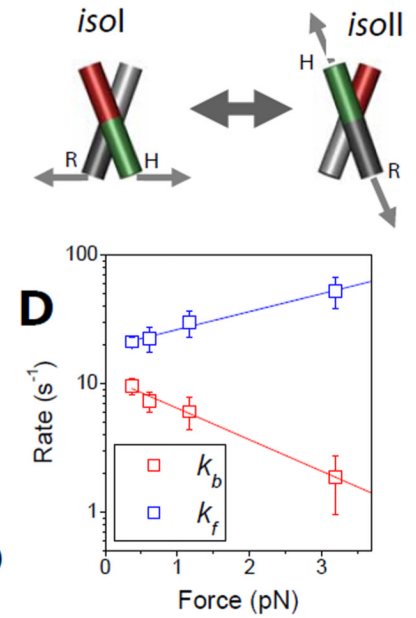 isoI isoII
H
R H
R
D
100
10
1
Rate (s⁻¹)
k_b
k_f
0 1 2 3
Force (pN)
)